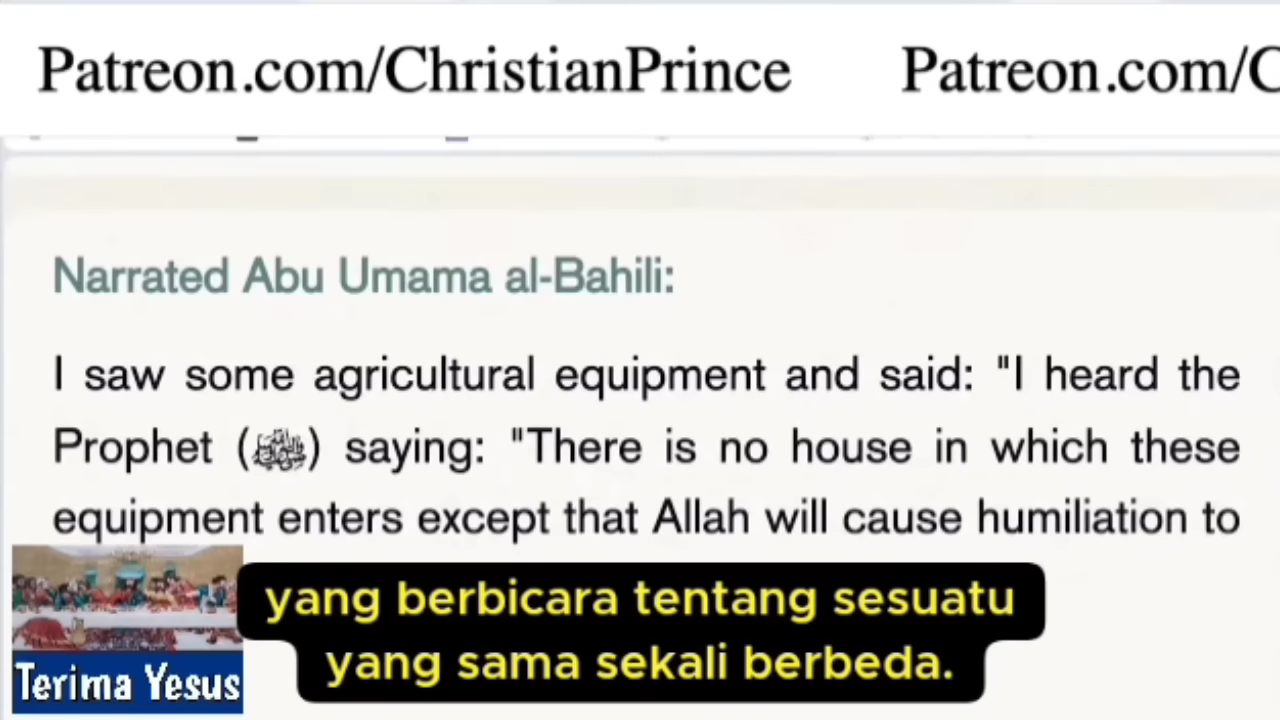 Patreon.com/ChristianPrince Patreon.com/C
Narrated Abu Umama al-Bahili:
I saw some agricultural equipment and said: "I heard the
Prophet (ﷺ) saying: "There is no house in which these
equipment enters except that Allah will cause humiliation to
yang berbicara tentang sesuatu
yang sama sekali berbeda.
Terima Yesus